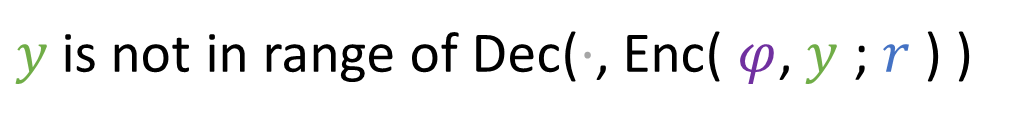 y is not in range of Dec(·, Enc( φ, y ; r ) )